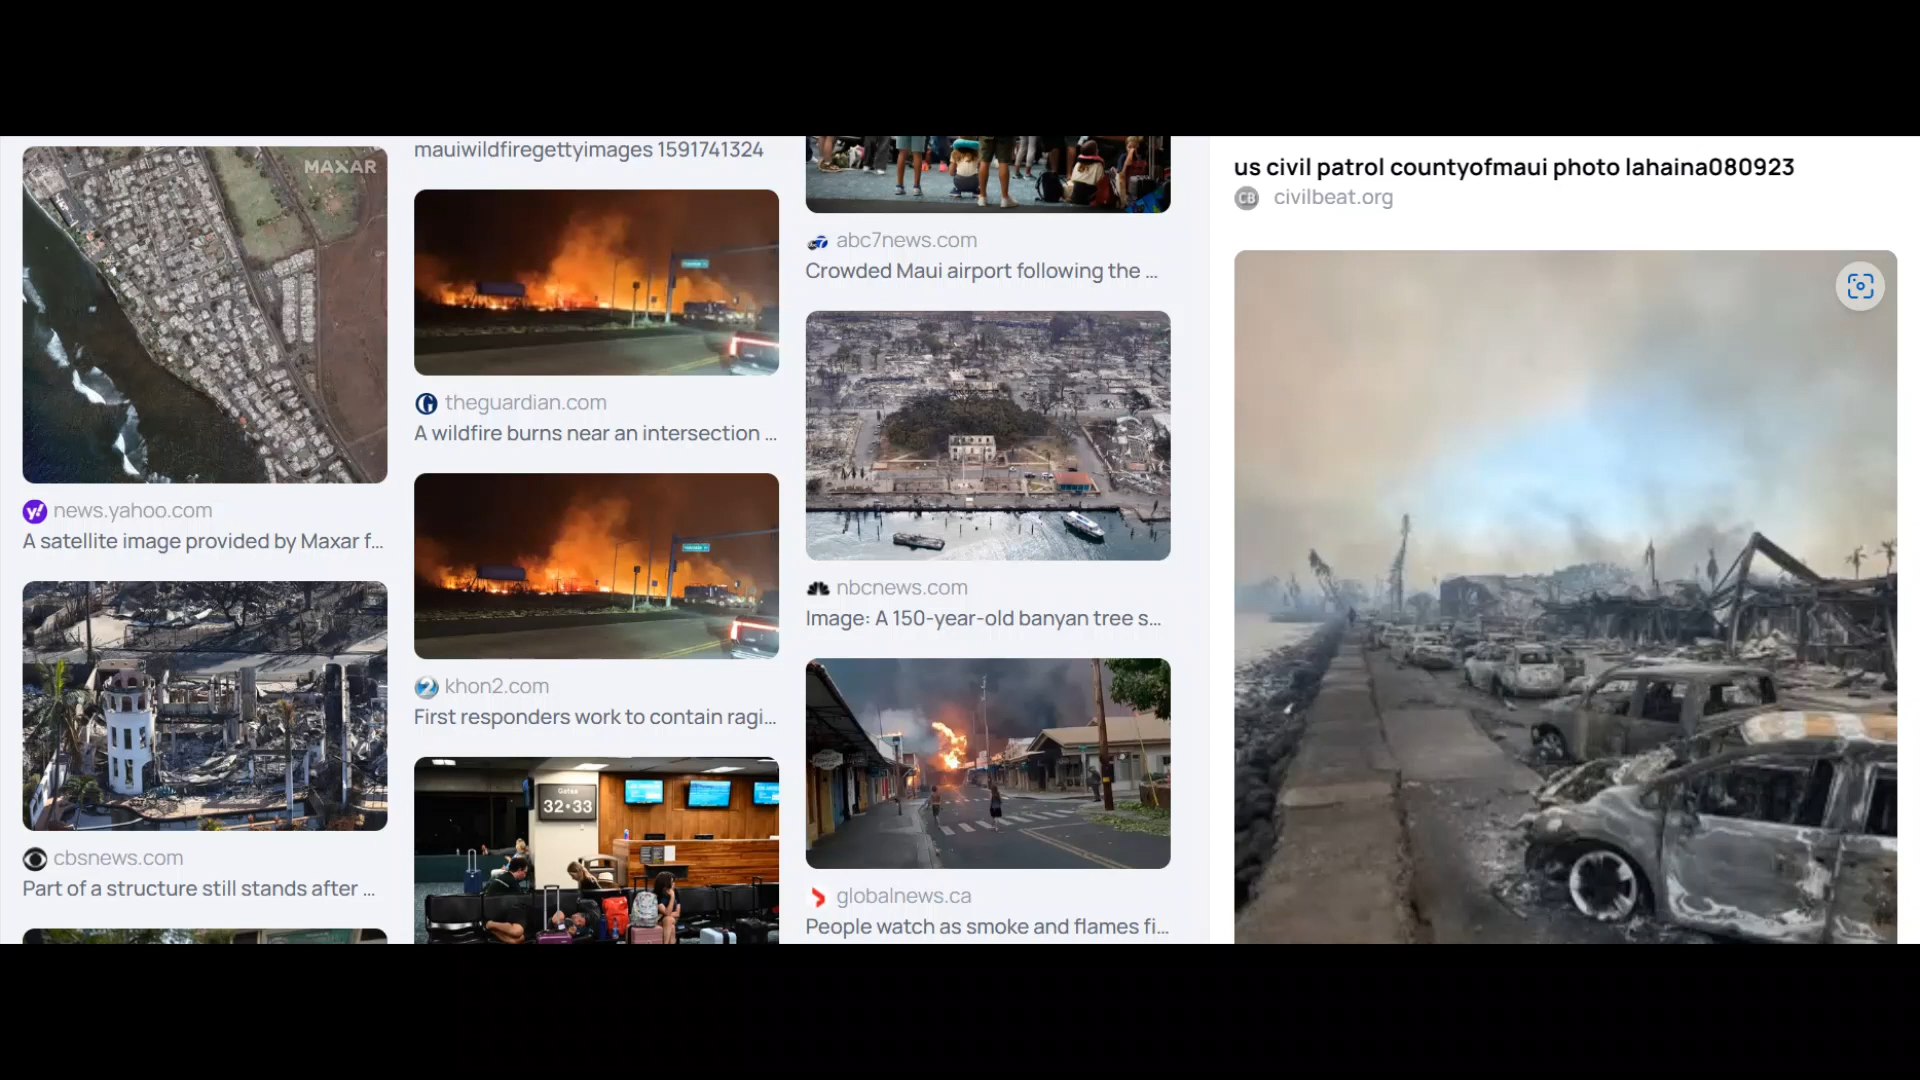 MAXAR
news.yahoo.com
A satellite image provided by Maxar f...
cbsnews.com
Part of a structure still stands after ...
mauiwildfiregettyimages 1591741324
theguardian.com
A wildfire burns near an intersection ...
khon2.com
First responders work to contain ragi...
Gates
32•33
abc7news.com
Crowded Maui airport following the ...
nbcnews.com
Image: A 150-year-old banyan tree s...
globalnews.ca
People watch as smoke and flames fi...
us civil patrol countyofmaui photo lahaina080923
CB
civilbeat.org